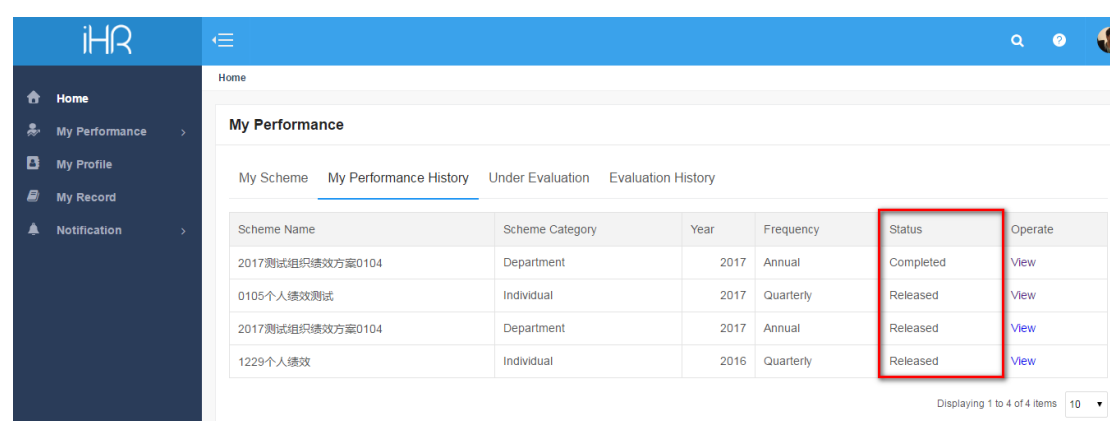 iHR
Home
Home
My Performance
My Profile
My Record
Notification
My Performance
My Scheme My Performance History Under Evaluation Evaluation History
Scheme Name Scheme Category Year Frequency Status Operate
2017测试组织绩效方案0104 Department 2017 Annual Completed View
0105个人绩效测试 Individual 2017 Quarterly Released View
2017测试组织绩效方案0104 Department 2017 Annual Released View
1229个人绩效 Individual 2016 Quarterly Released View
Displaying 1 to 4 of 4 items 10